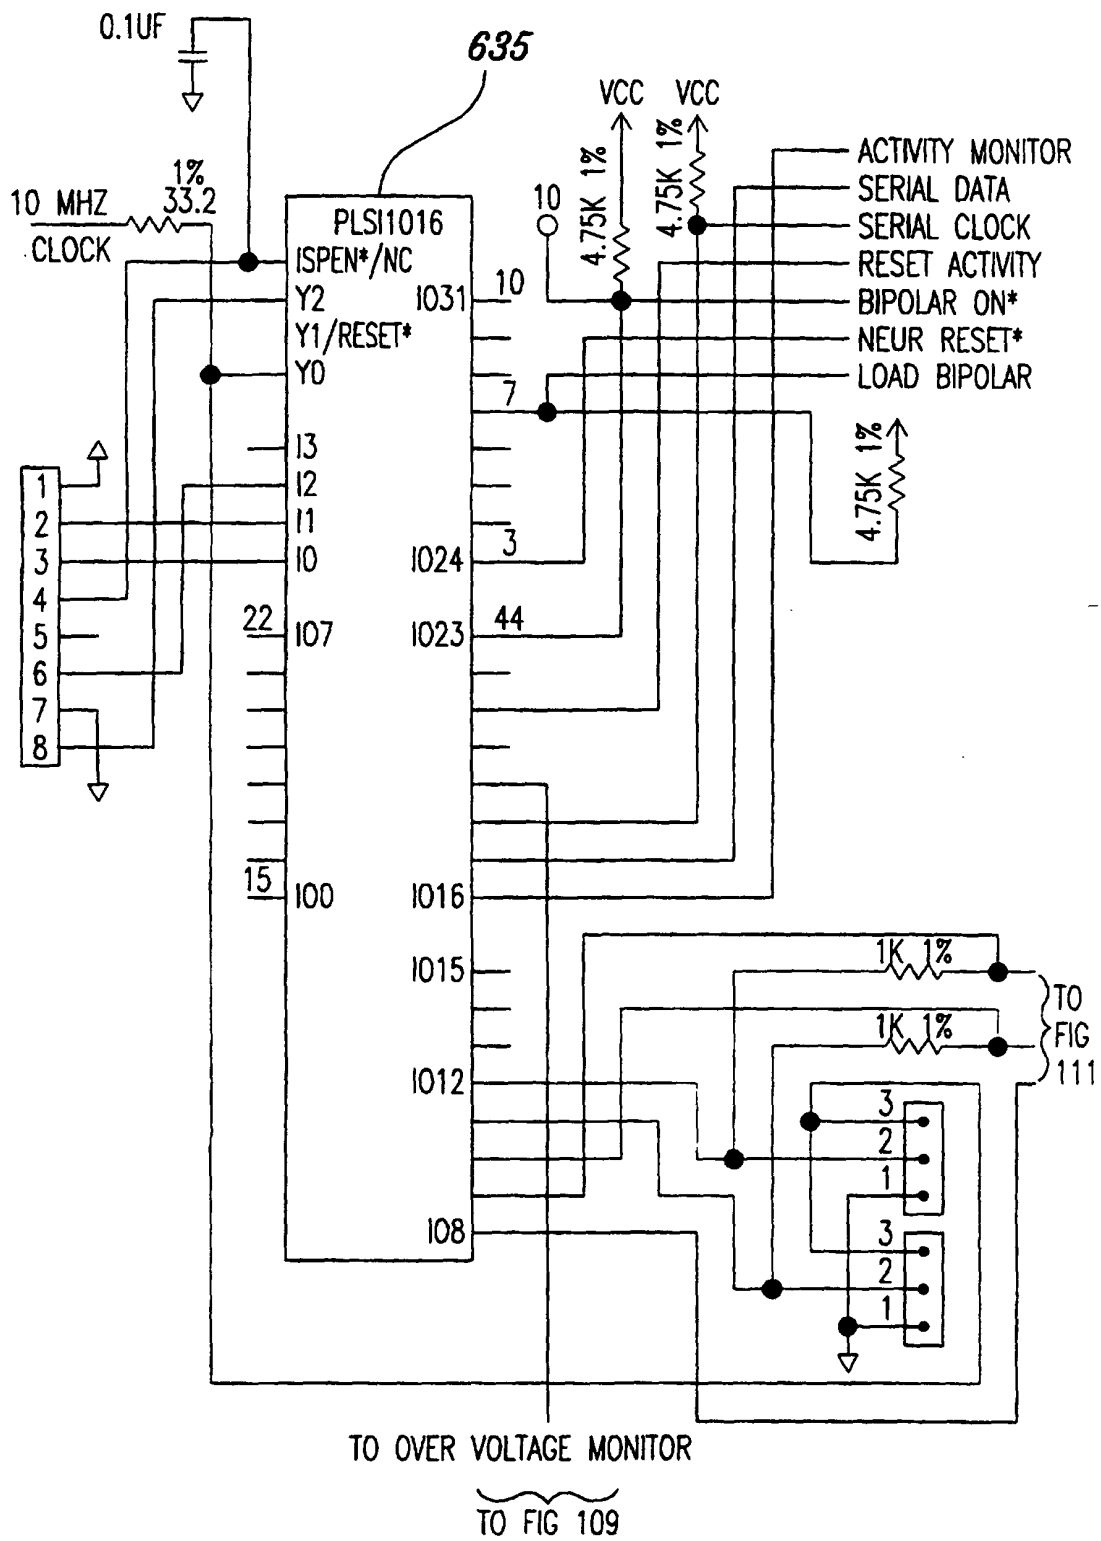 0.1UF
635
VCC VCC
4.75K 1%
4.75K 1%
1%
33.2
10 MHZ
CLOCK
10
ACTIVITY MONITOR
SERIAL DATA
SERIAL CLOCK
RESET ACTIVITY
BIPOLAR ON*
NEUR RESET*
LOAD BIPOLAR
PLSI1016
ISPEN*/NC
Y2
IO31 10
Y1/RESET*
Y0
7
4.75K 1%
I3
1
I2
2
I1
3
I0
IO24 3
4
5
22 IO7
IO23 44
6
7
8
15 IO0
IO16
IO15
1K 1%
1K 1%
TO
FIG
111
IO12
3
2
1
IO8
3
2
1
TO OVER VOLTAGE MONITOR
TO FIG 109